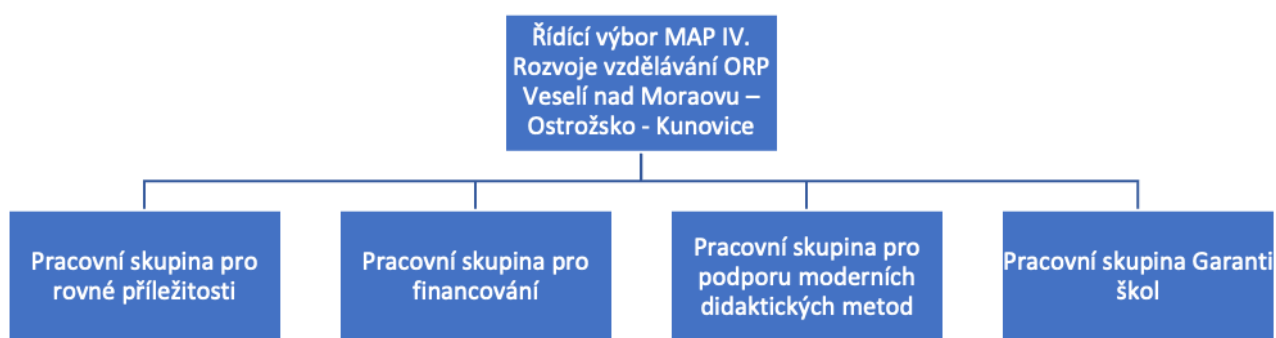 Řídící výbor MAP IV.
Rozvoje vzdělávání ORP
Veselí nad Moraovu –
Ostrožsko - Kunovice
Pracovní skupina pro
rovné příležitosti
Pracovní skupina pro
financování
Pracovní skupina pro
podporu moderních
didaktických metod
Pracovní skupina Garanti
škol